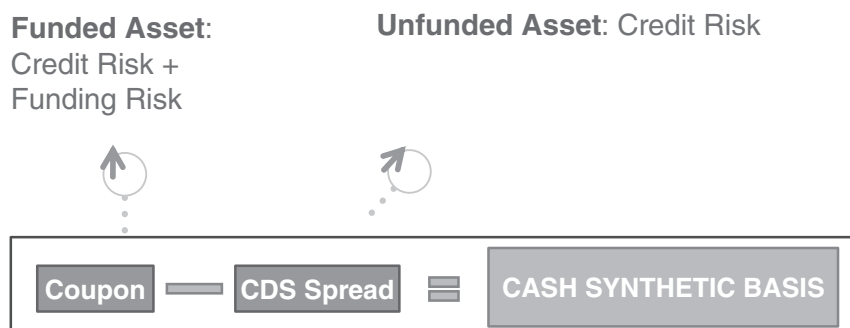 Funded Asset:
Credit Risk +
Funding Risk
Unfunded Asset: Credit Risk
Coupon
CDS Spread
CASH SYNTHETIC BASIS